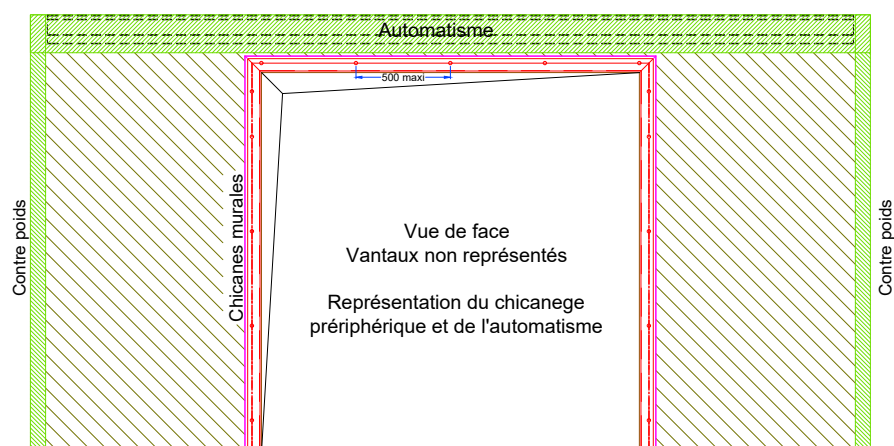 Automatisme
500 maxi
Contre poids
Chicanes murales
Vue de face
Vantaux non représentés
Représentation du chicanege
prériphérique et de l'automatisme
Contre poids